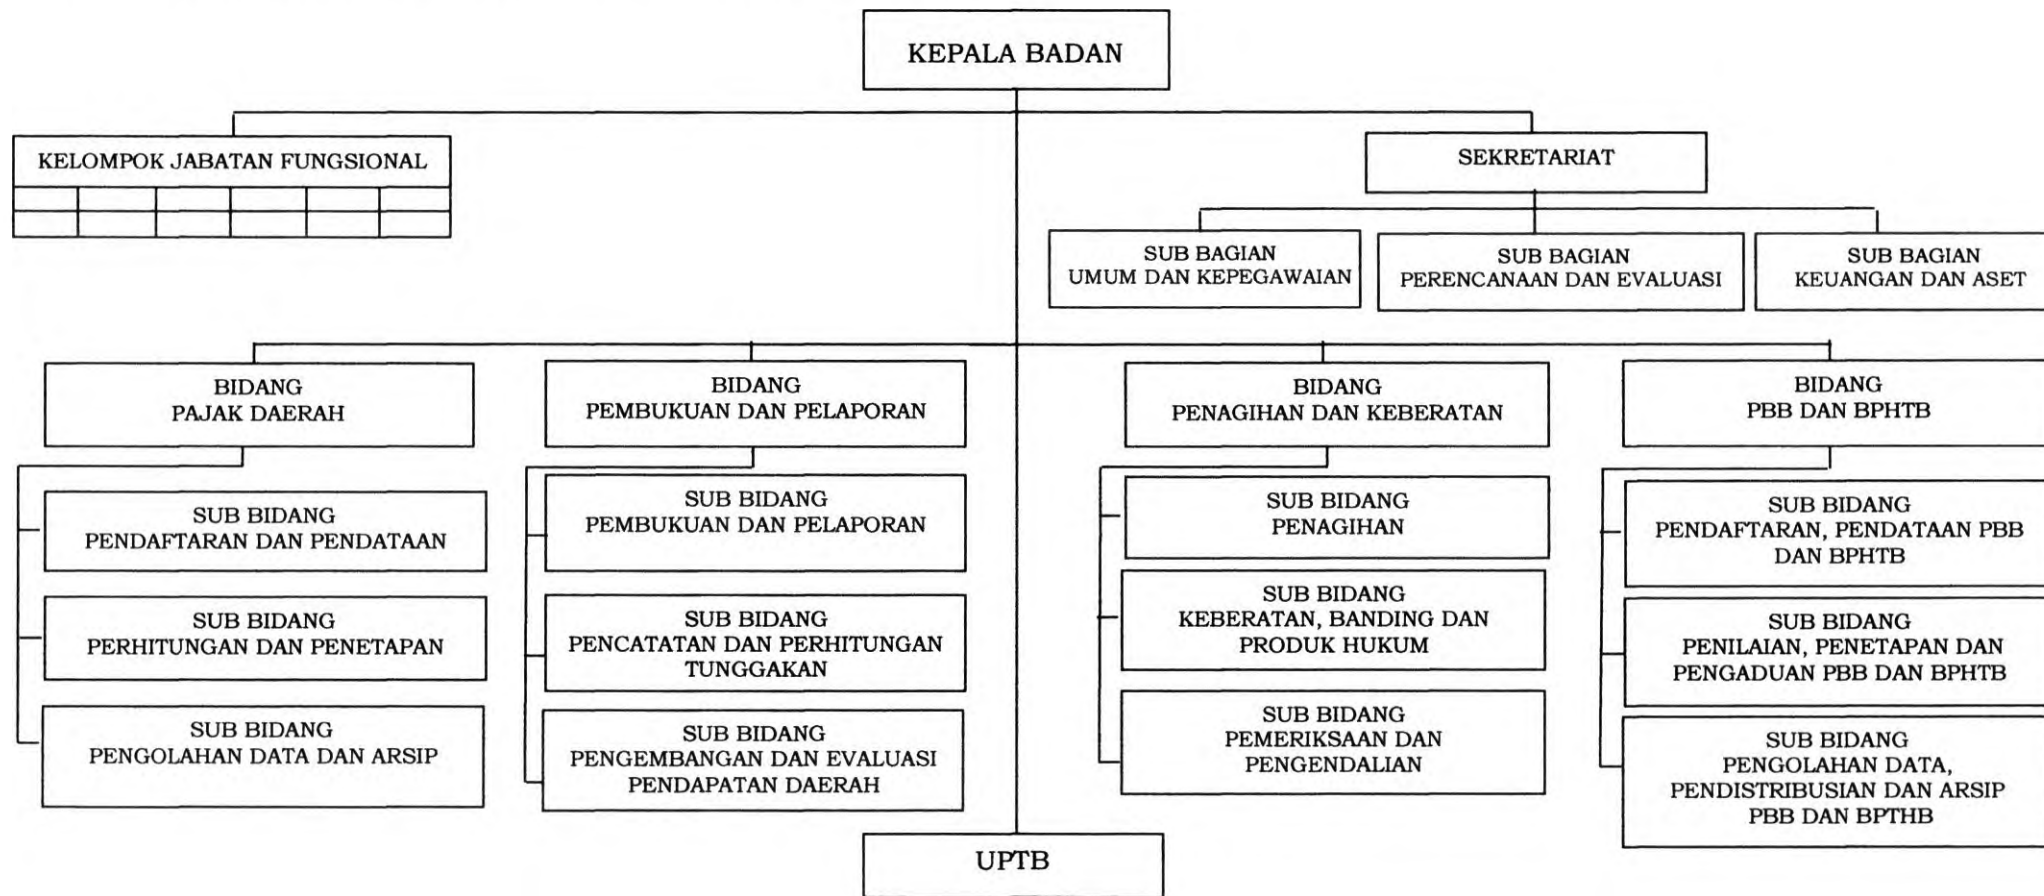 KEPALA BADAN
KELOMPOK JABATAN FUNGSIONAL
SEKRETARIAT
SUB BAGIAN
UMUM DAN KEPEGAWAIAN
SUB BAGIAN
PERENCANAAN DAN EVALUASI
SUB BAGIAN
KEUANGAN DAN ASET
BIDANG
PAJAK DAERAH
BIDANG
PEMBUKUAN DAN PELAPORAN
BIDANG
PENAGIHAN DAN KEBERATAN
BIDANG
PBB DAN BPHTB
SUB BIDANG
PENDAFTARAN DAN PENDATAAN
SUB BIDANG
PERHITUNGAN DAN PENETAPAN
SUB BIDANG
PENGOLAHAN DATA DAN ARSIP
SUB BIDANG
PEMBUKUAN DAN PELAPORAN
SUB BIDANG
PENCATATAN DAN PERHITUNGAN
TUNGGAKAN
SUB BIDANG
PENGEMBANGAN DAN EVALUASI
PENDAPATAN DAERAH
SUB BIDANG
PENAGIHAN
SUB BIDANG
KEBERATAN, BANDING DAN
PRODUK HUKUM
SUB BIDANG
PEMERIKSAAN DAN
PENGENDALIAN
SUB BIDANG
PENDAFTARAN, PENDATAAN PBB
DAN BPHTB
SUB BIDANG
PENILAIAN, PENETAPAN DAN
PENGADUAN PBB DAN BPHTB
SUB BIDANG
PENGOLAHAN DATA,
PENDISTRIBUSIAN DAN ARSIP
PBB DAN BPTHB
UPTB